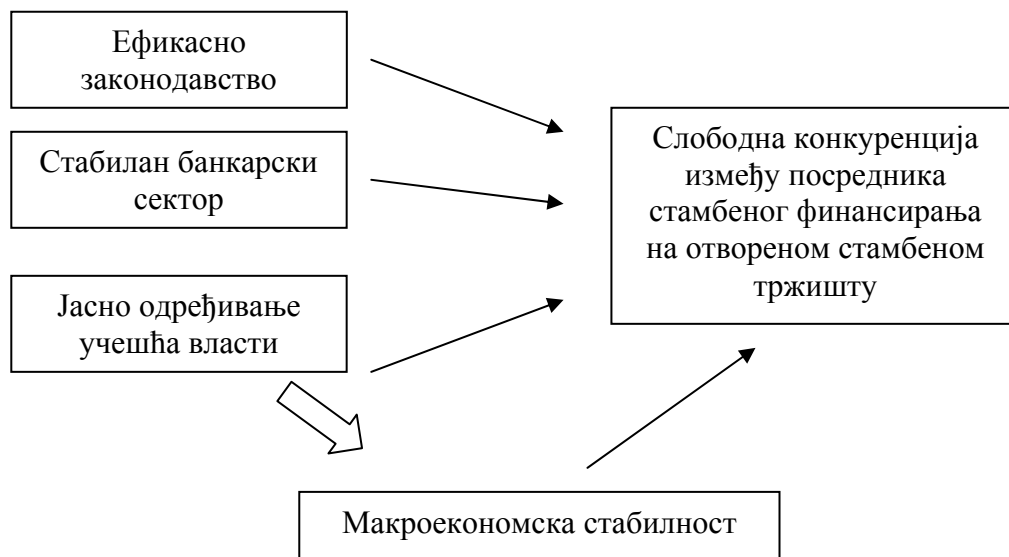 Ефикасно
законодавство
Стабилан банкарски
сектор
Јасно одређивање
учешћа власти
Слободна конкуренција
између посредника
стамбеног финансирања
на отвореном стамбеном
тржишту
Макроекономска стабилност